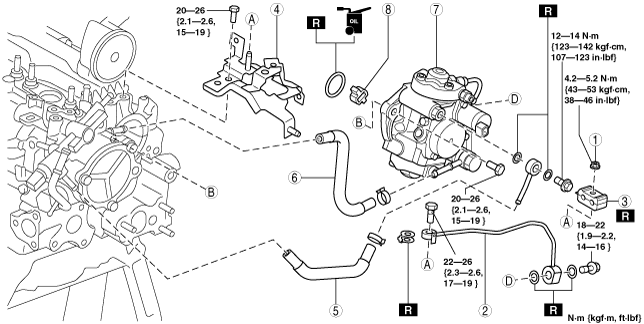 20—26
{2.1—2.6,
15—19 }
A
4
R
OIL
8
7
R
12—14 N·m
{123—142 kgf·cm,
107—123 in·lbf}
4.2—5.2 N·m
{43—53 kgf·cm,
38—46 in·lbf}
1
D
B
B
6
20—26
{2.1—2.6,
15—19 }
3
R
A
18—22
{1.9—2.2,
14—16 }
A
22—26
{2.3—2.6,
17—19 }
D
5
R
2
R
N·m {kgf·m, ft·lbf}